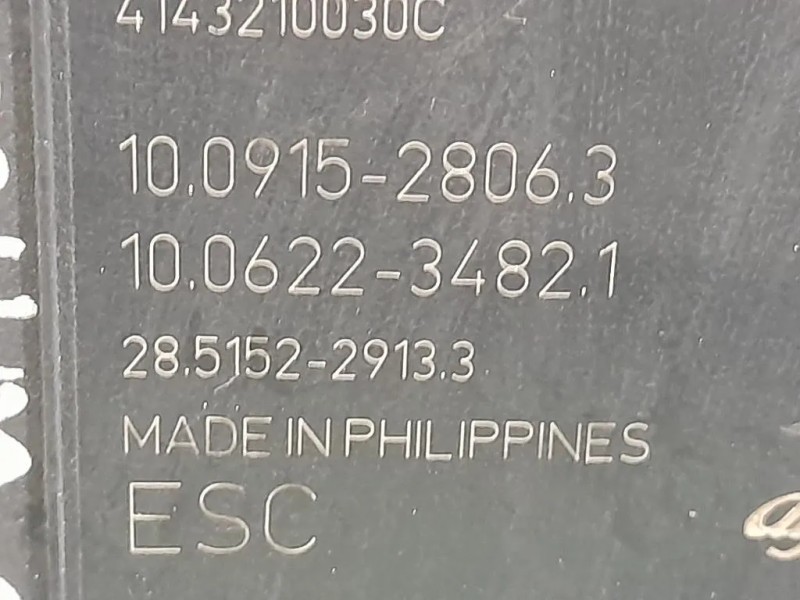 4143210030C
10.0915-2806.3
10.0622-3482.1
28.5152-2913.3
MADE IN PHILIPPINES
ESC